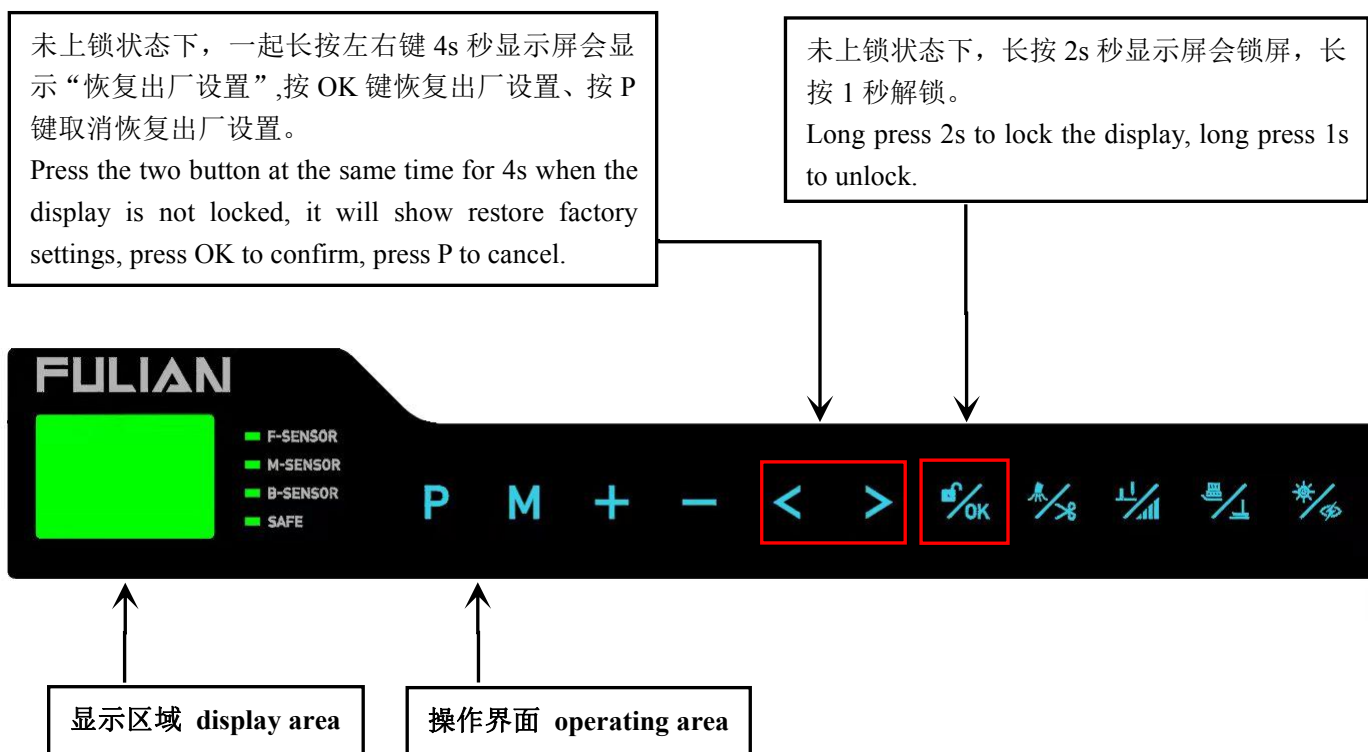 未上锁状态下，一起长按左右键 4s 秒显示屏会显
示“恢复出厂设置”,按 OK 键恢复出厂设置、按 P
键取消恢复出厂设置。
Press the two button at the same time for 4s when the
display is not locked, it will show restore factory
settings, press OK to confirm, press P to cancel.
未上锁状态下，长按 2s 秒显示屏会锁屏，长
按 1 秒解锁。
Long press 2s to lock the display, long press 1s
to unlock.
FULIAN
F-SENSOR
M-SENSOR
B-SENSOR
SAFE
P M + − < > OK
显示区域 display area
操作界面 operating area